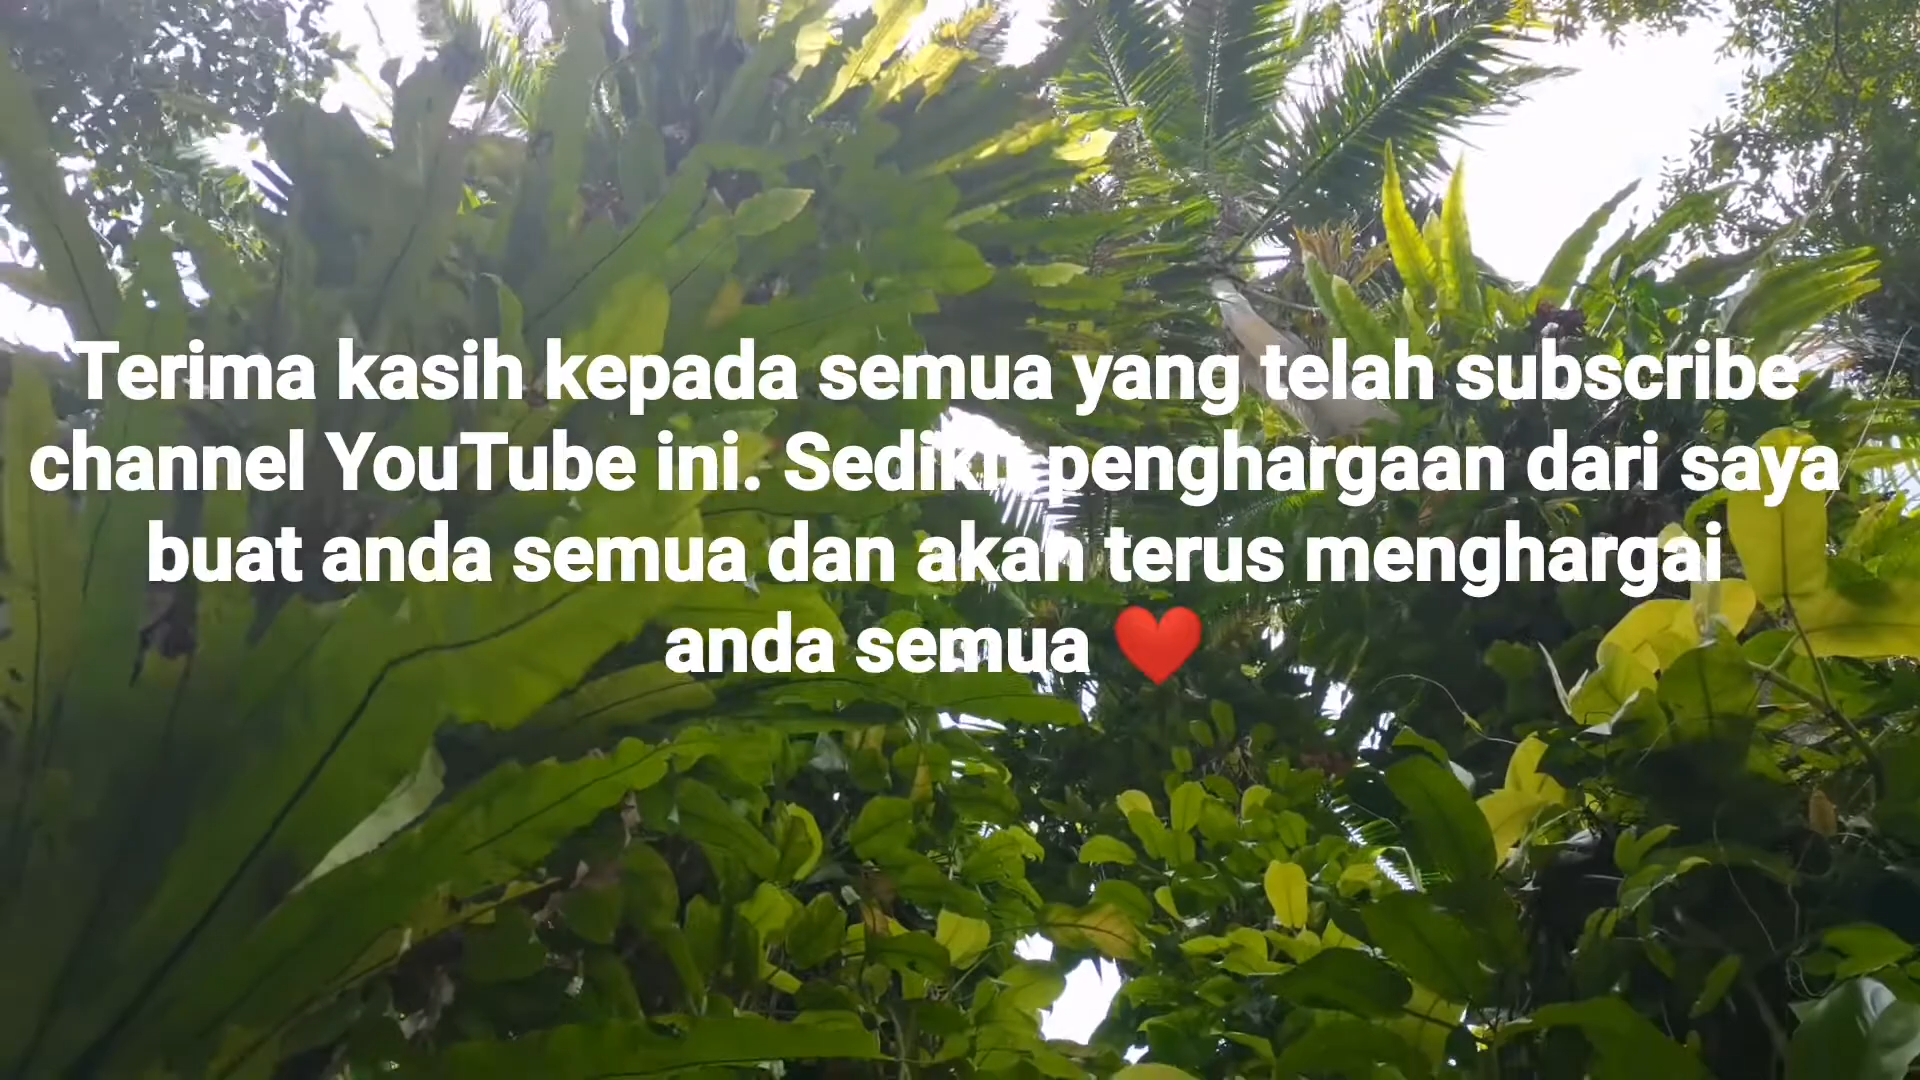 Terima kasih kepada semua yang telah subscribe
channel YouTube ini. Sedikit penghargaan dari saya
buat anda semua dan akan terus menghargai
anda semua ❤️